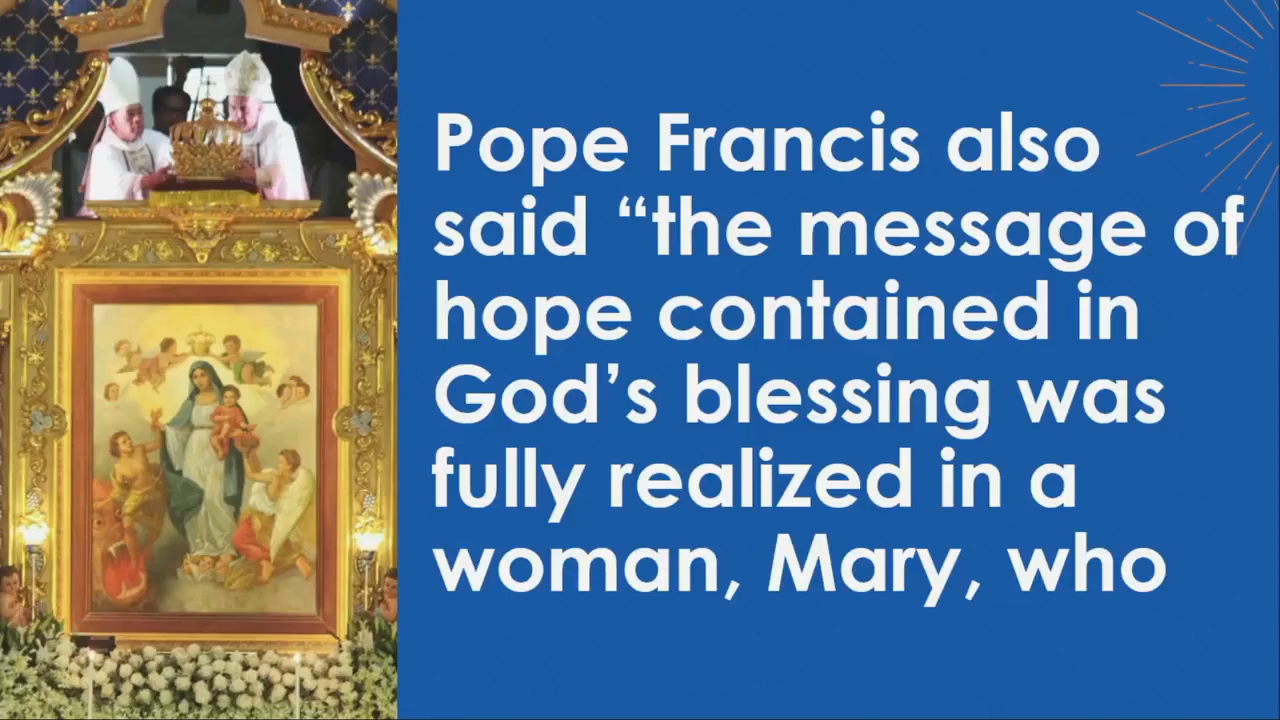 Pope Francis also
said “the message of
hope contained in
God’s blessing was
fully realized in a
woman, Mary, who